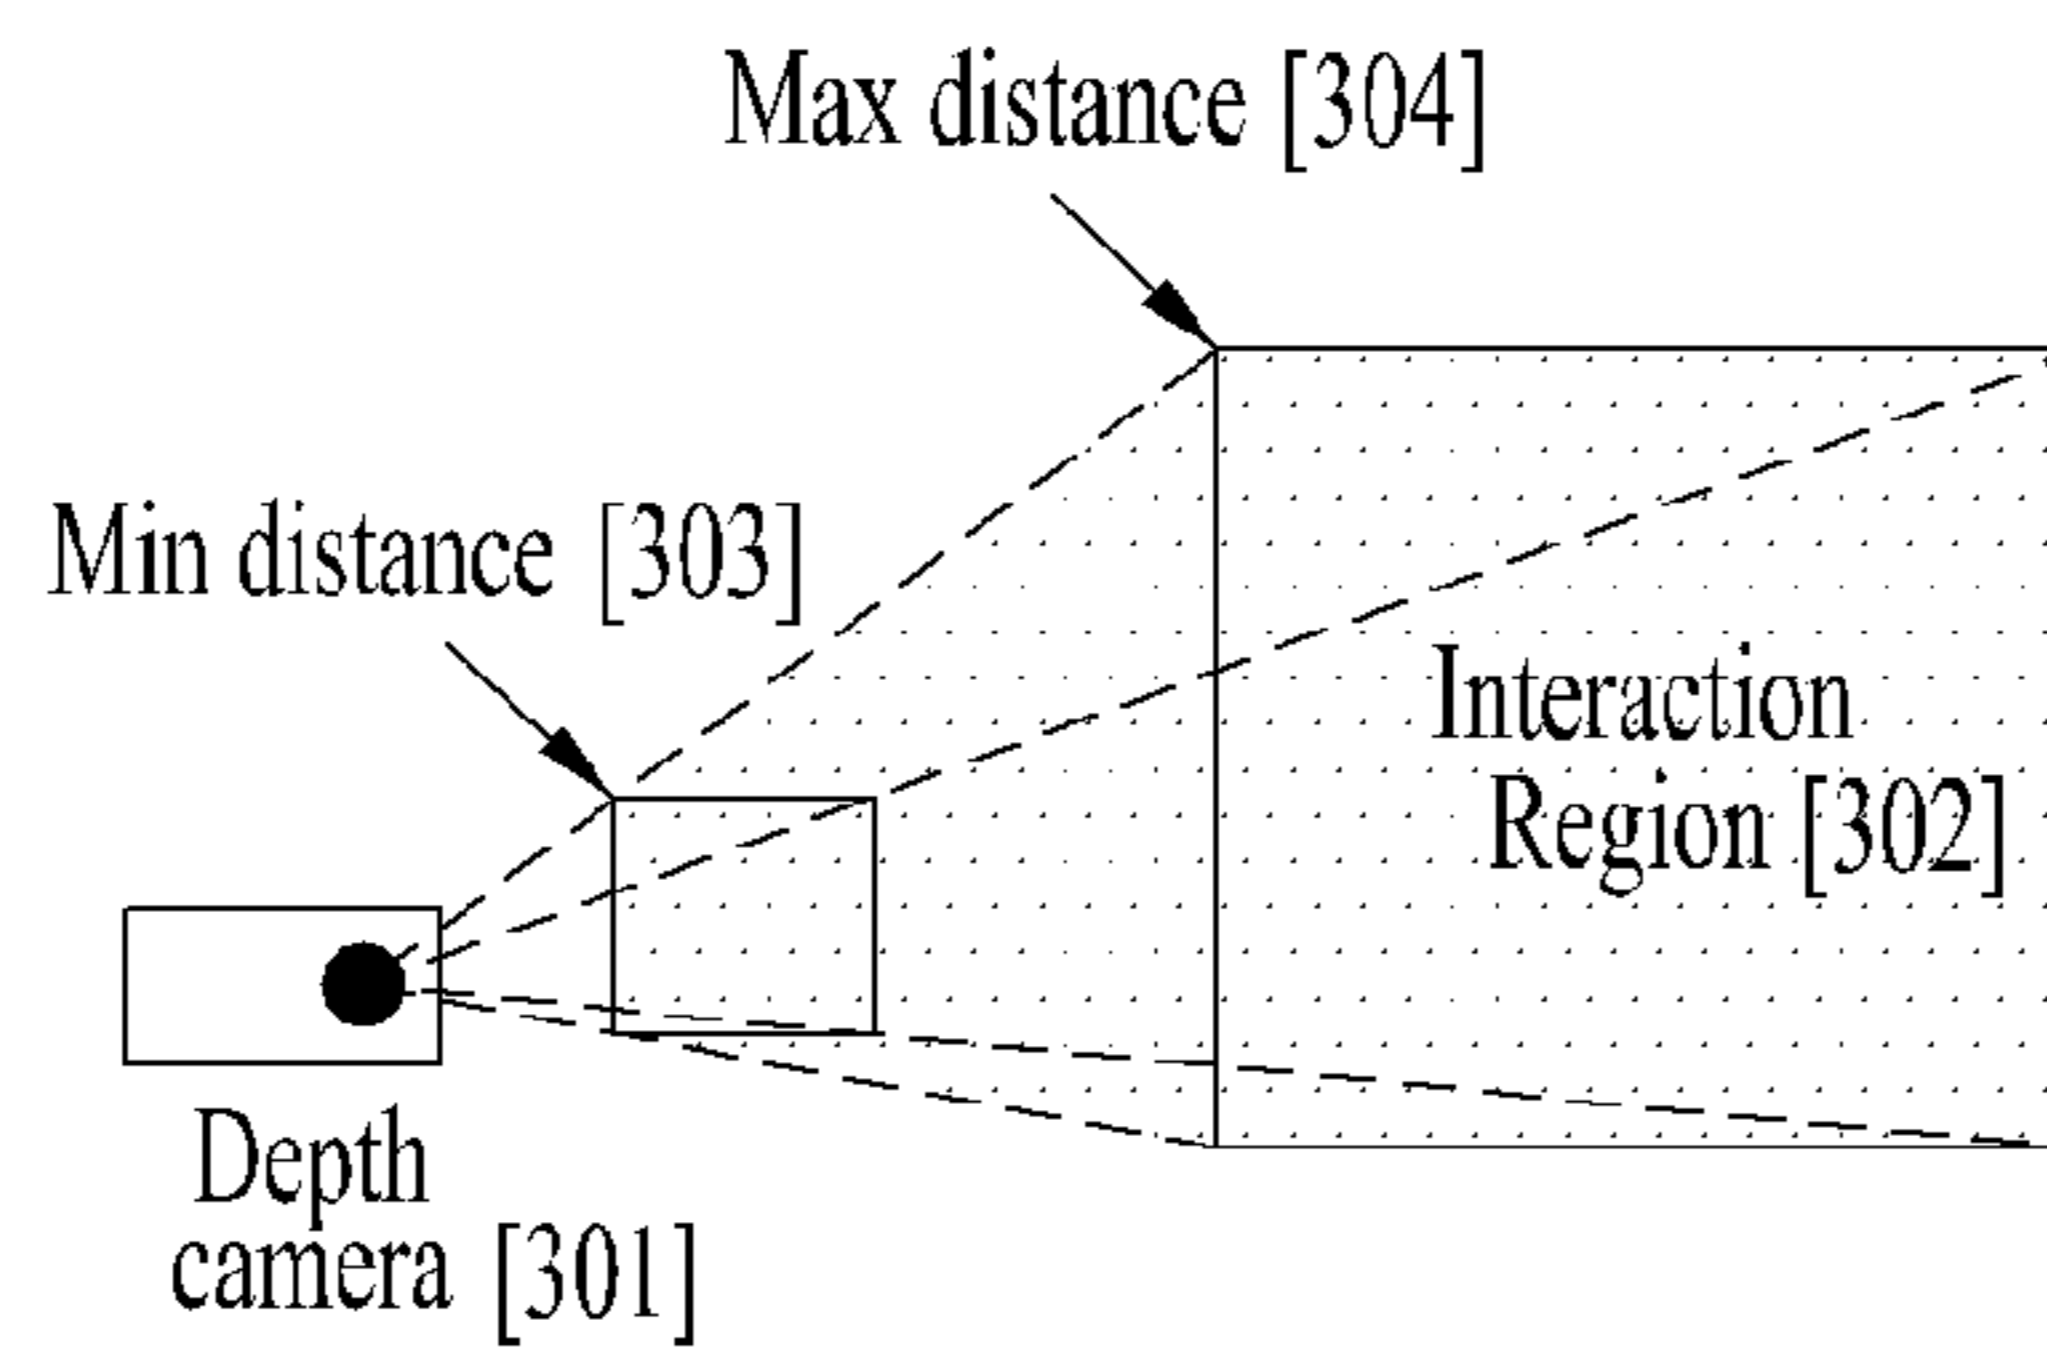 Max distance [304]
Min distance [303]
Interaction
Region [302]
Depth
camera [301]